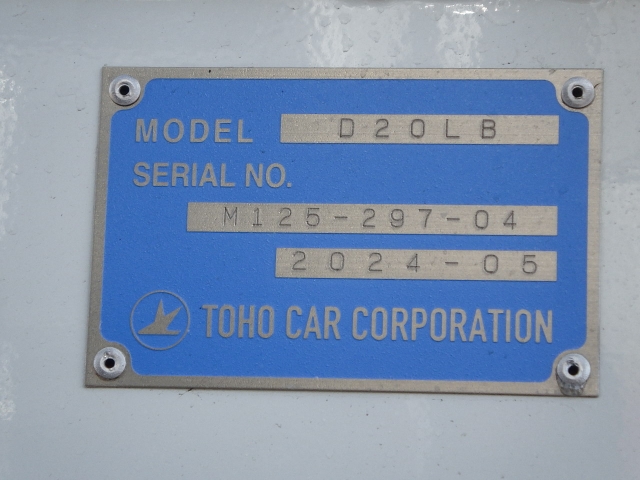 MODEL D20LB
SERIAL NO.
M125-297-04
2024-05
TOHO CAR CORPORATION